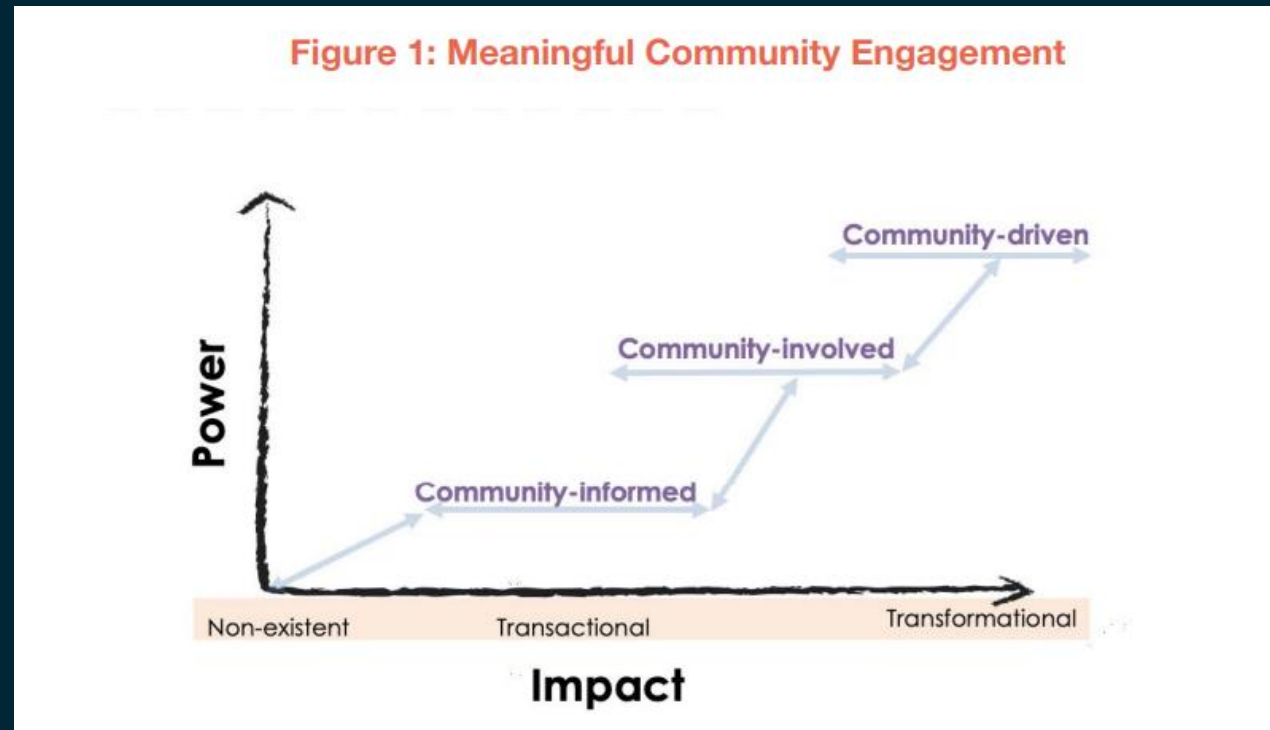 Figure 1: Meaningful Community Engagement
Community-driven
Community-involved
Power
Community-informed
Non-existent
Transactional
Transformational
Impact